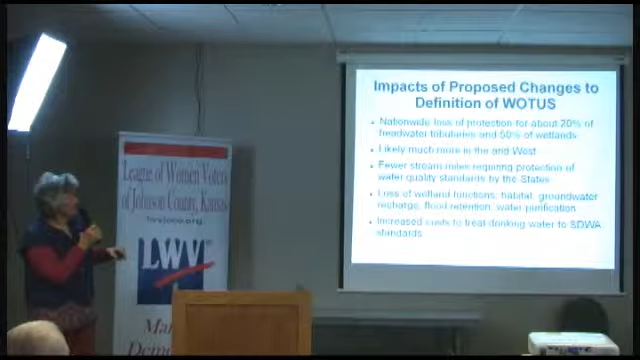 Impacts of Proposed Changes to
Definition of WOTUS
• Nationwide loss of protection for about 20% of
headwater tributaries and 50% of wetlands
• Likely much more in the arid West
• Fewer stream miles requiring protection of
water quality standards by the States
• Loss of wetland functions: habitat, groundwater
recharge, flood retention, water purification
• Increased costs to treat drinking water to SDWA
standards
League of Women Voters
of Johnson County, Kansas
LWV